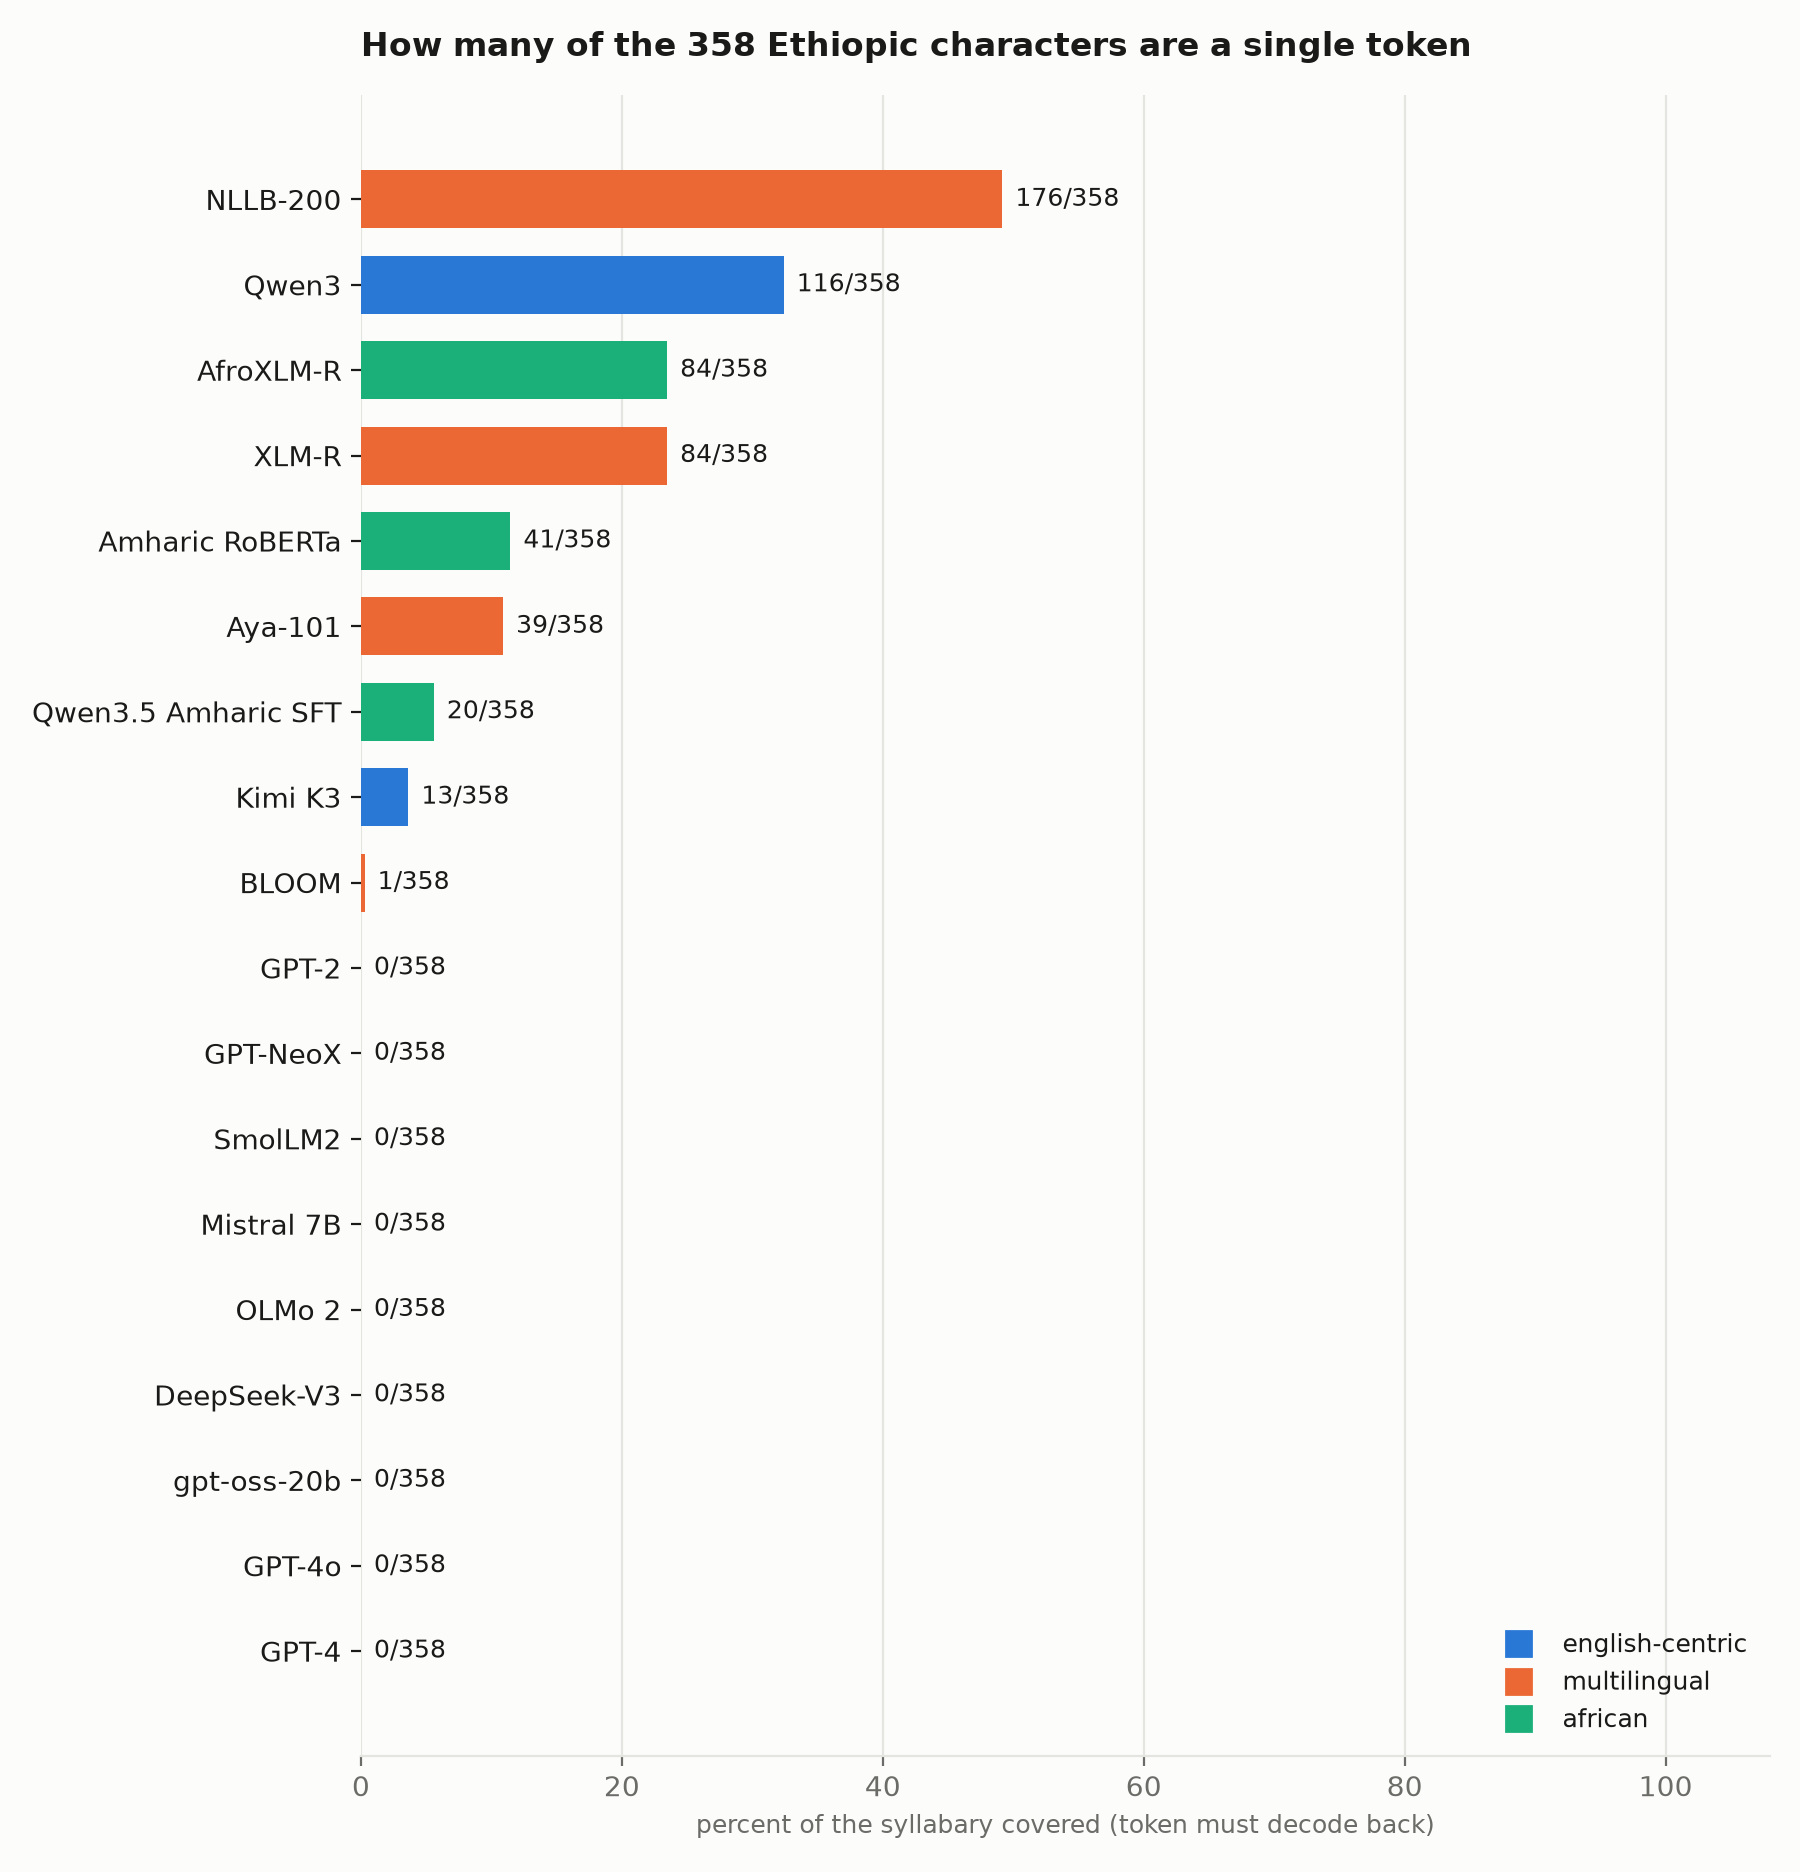 How many of the 358 Ethiopic characters are a single token
NLLB-200 176/358
Qwen3 116/358
AfroXLM-R 84/358
XLM-R 84/358
Amharic RoBERTa 41/358
Aya-101 39/358
Qwen3.5 Amharic SFT 20/358
Kimi K3 13/358
BLOOM 1/358
GPT-2 0/358
GPT-NeoX 0/358
SmolLM2 0/358
Mistral 7B 0/358
OLMo 2 0/358
DeepSeek-V3 0/358
gpt-oss-20b 0/358
GPT-4o 0/358
GPT-4 0/358
english-centric
multilingual
african
0 20 40 60 80 100
percent of the syllabary covered (token must decode back)